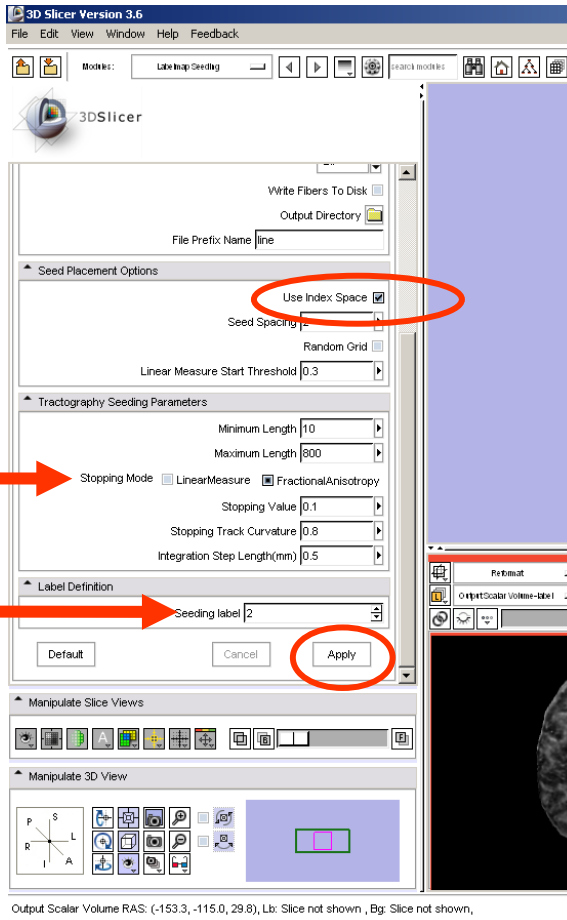 3D Slicer Version 3.6
File Edit View Window Help Feedback
Modules: Labelmap Seeding search modules
3DSlicer
Write Fibers To Disk
Output Directory
File Prefix Name line
Seed Placement Options
Use Index Space
Seed Spacing 2
Random Grid
Linear Measure Start Threshold 0.3
Tractography Seeding Parameters
Minimum Length 10
Maximum Length 800
Stopping Mode LinearMeasure FractionalAnisotropy
Stopping Value 0.1
Stopping Track Curvature 0.8
Integration Step Length(mm) 0.5
Reformat
Label Definition
Output Scalar Volume-label
Seeding label 2
Default Cancel Apply
Manipulate Slice Views
A B F
Manipulate 3D View
P S
R L
I A
Output Scalar Volume RAS: (-153.3, -115.0, 29.8), Lb: Slice not shown , Bg: Slice not shown,